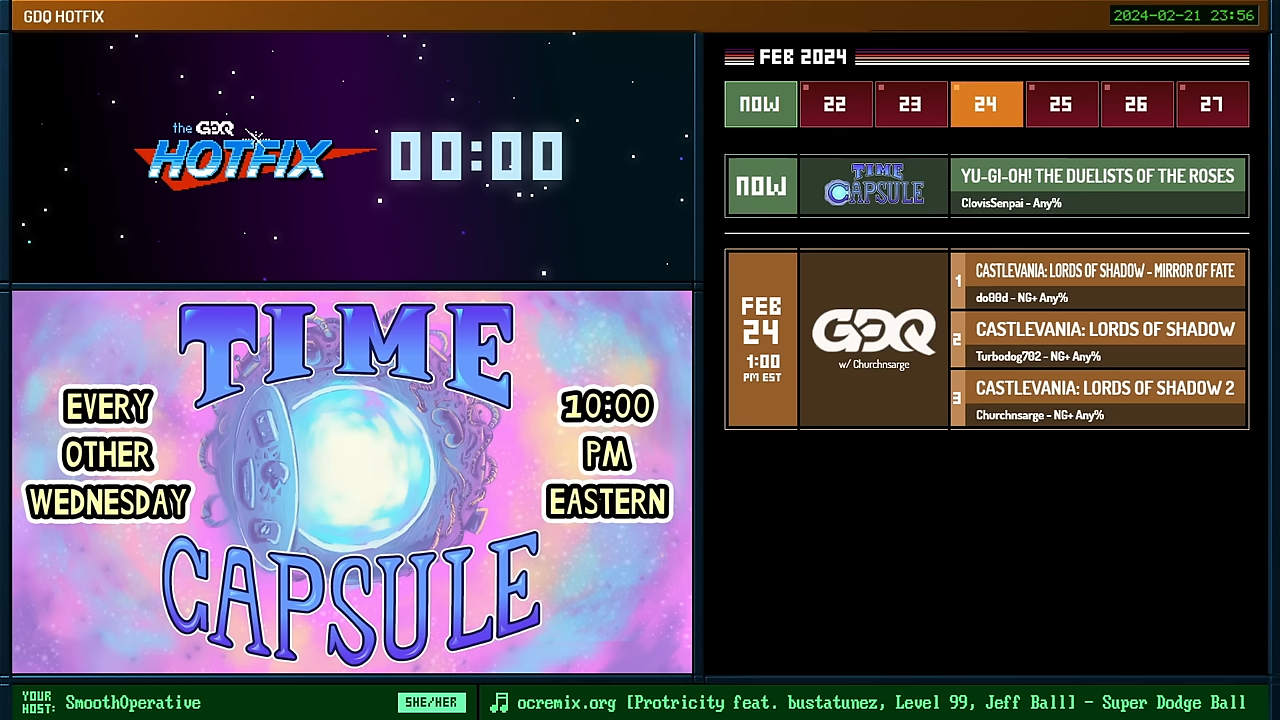 GDQ HOTFIX
2024-02-21 23:56
the GDQ
HOTFIX
00:00
TIME
CAPSULE
EVERY
OTHER
WEDNESDAY
10:00
PM
EASTERN
FEB 2024
NOW 22 23 24 25 26 27
NOW
TIME
CAPSULE
YU-GI-OH! THE DUELISTS OF THE ROSES
ClovisSenpai - Any%
FEB
24
1:00
PM EST
GDQ
w/ Churchnsarge
1 CASTLEVANIA: LORDS OF SHADOW - MIRROR OF FATE
do00d - NG+ Any%
2 CASTLEVANIA: LORDS OF SHADOW
Turbodog702 - NG+ Any%
3 CASTLEVANIA: LORDS OF SHADOW 2
Churchnsarge - NG+ Any%
YOUR
HOST: SmoothOperative SHE/HER
ocremix.org [Protricity feat. bustatunez, Level 99, Jeff Ball] - Super Dodge Ball